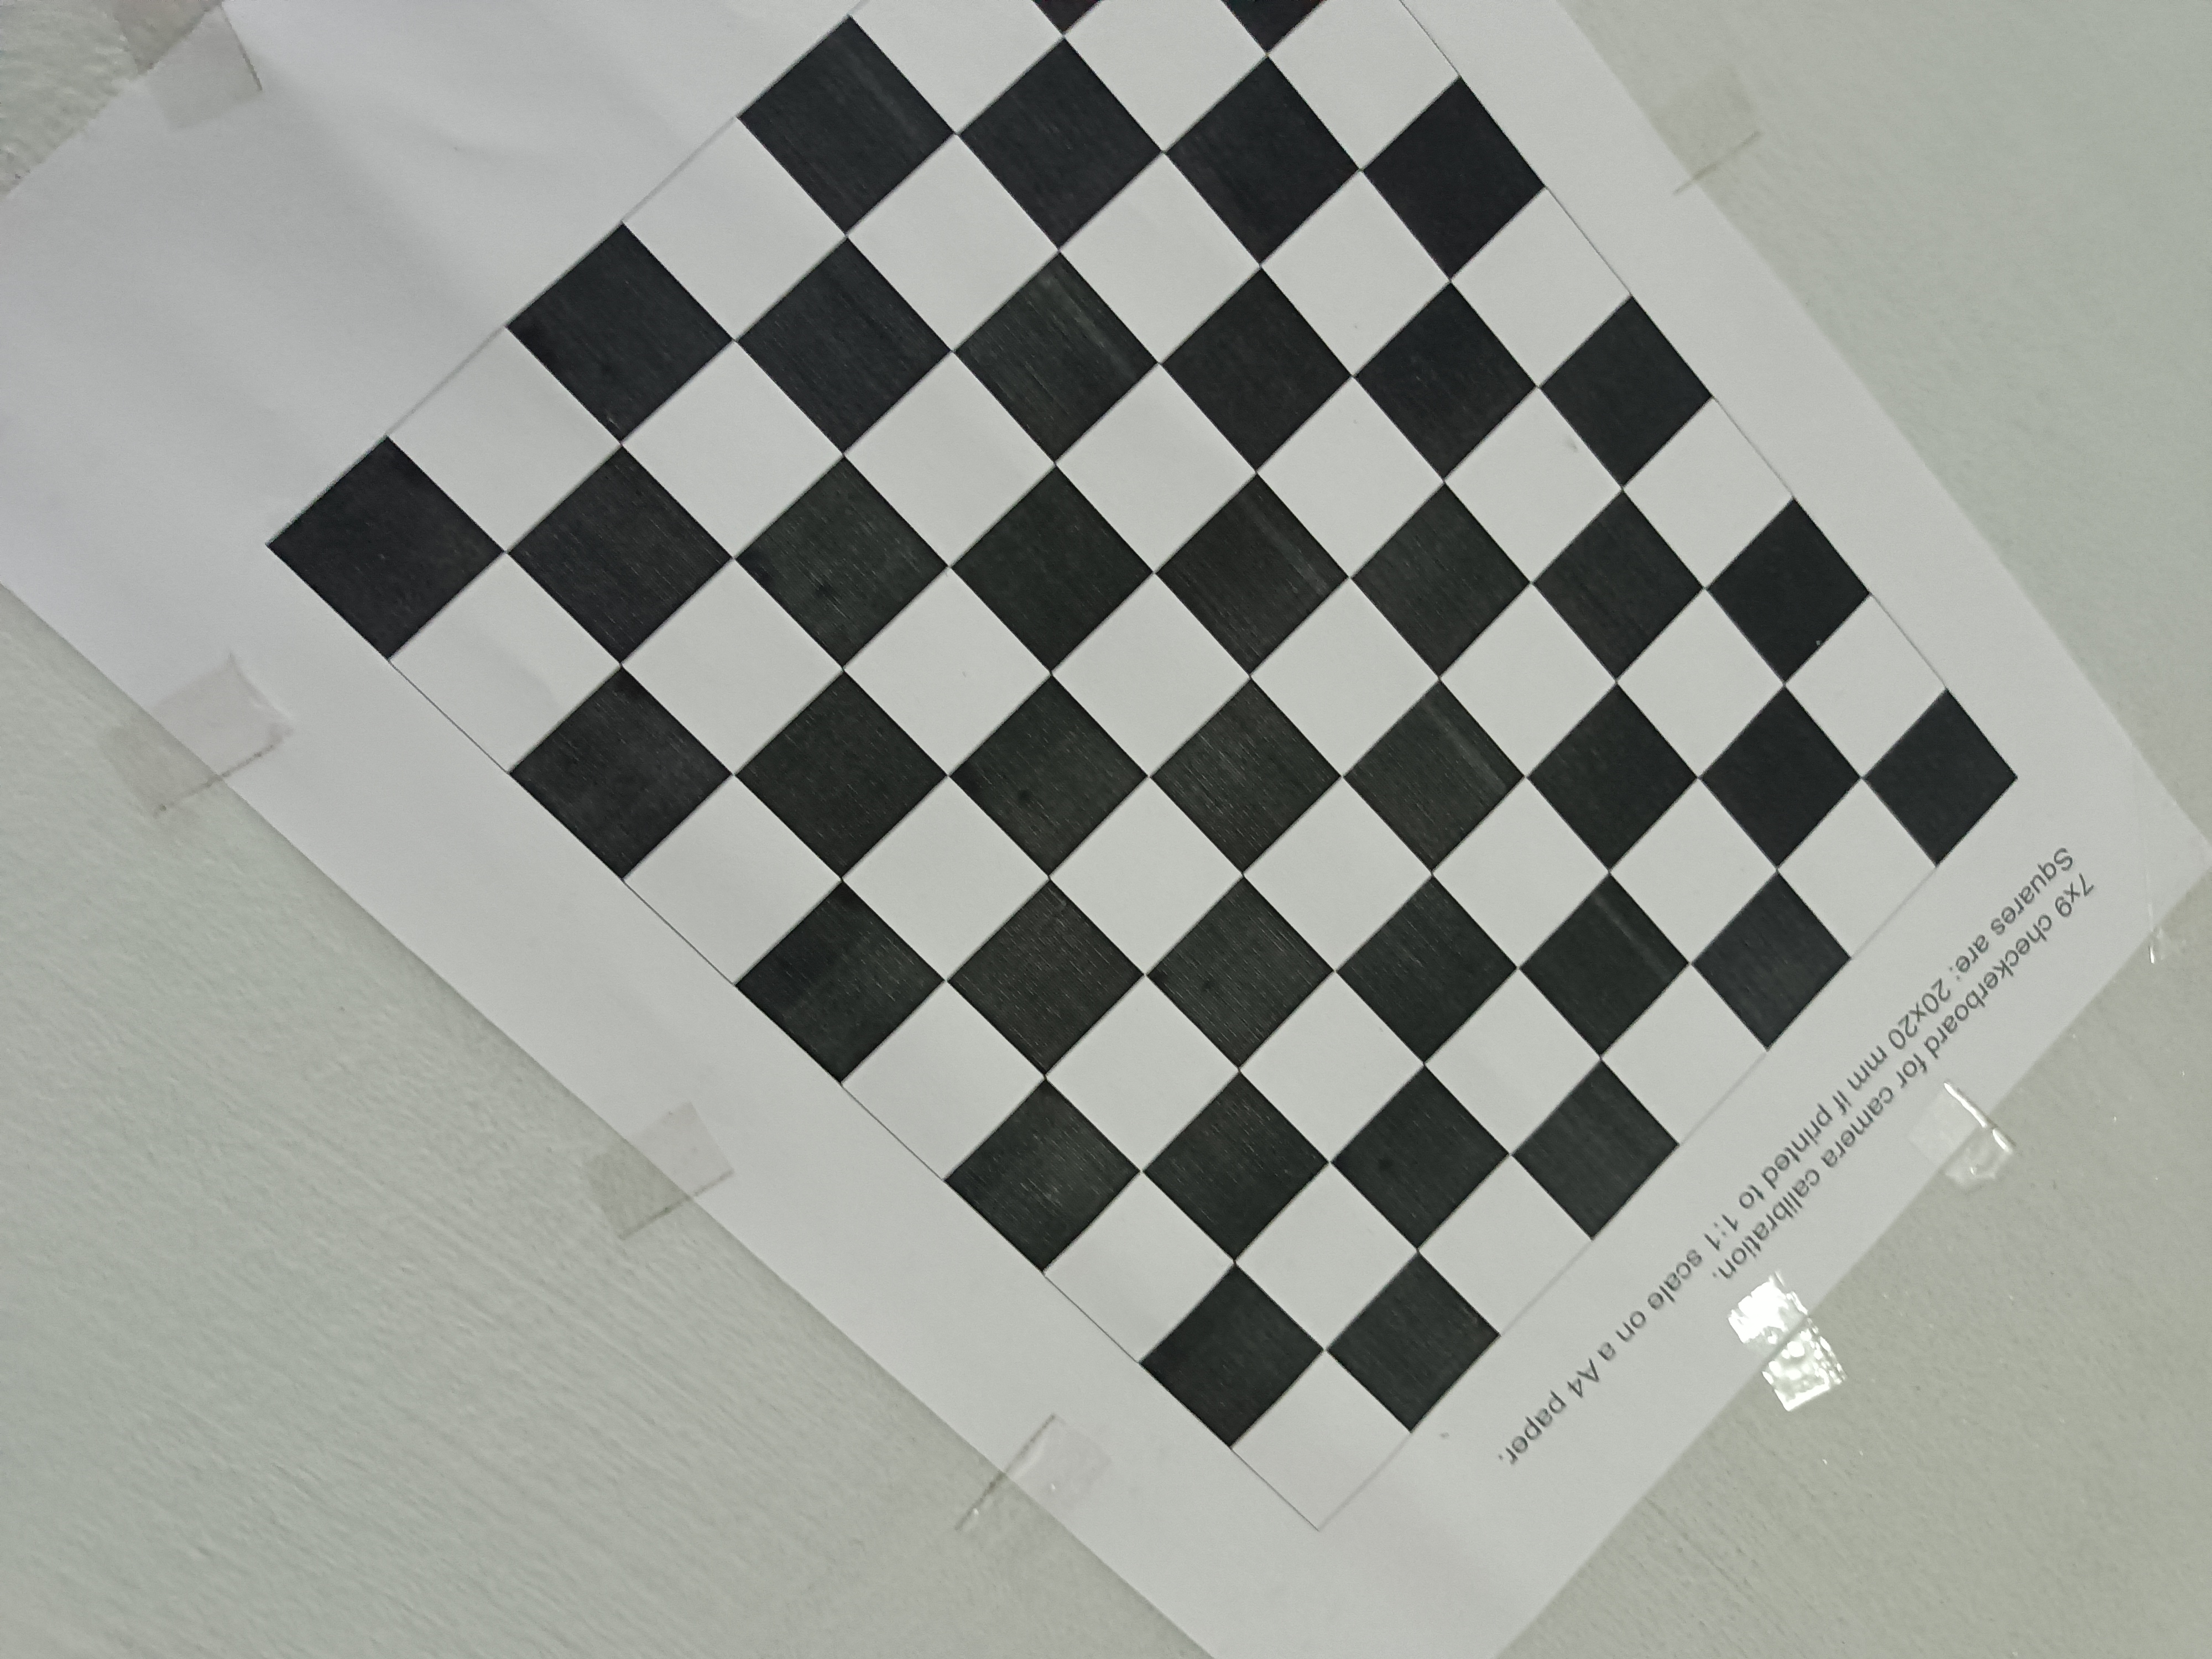 7x9 checkerboard for camera calibration.
Squares are: 20x20 mm if printed to 1:1 scale on a A4 paper.